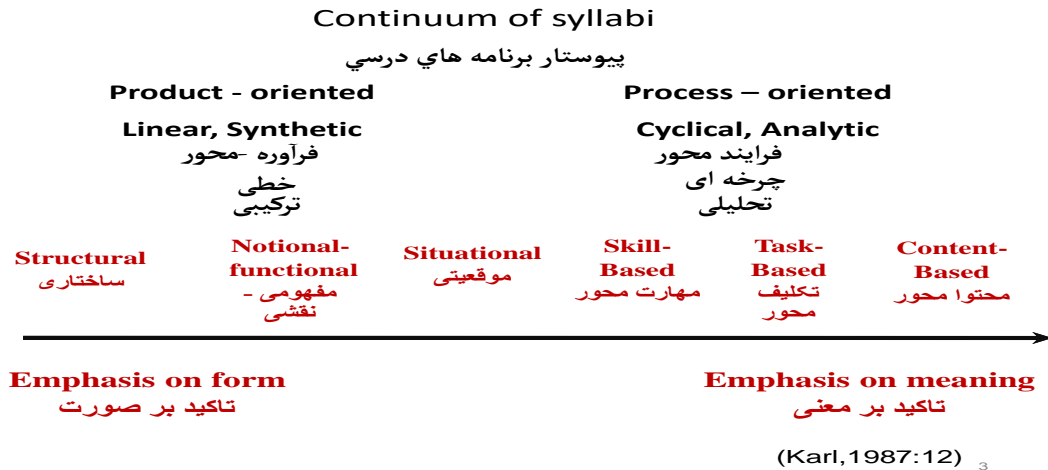 Continuum of syllabi
پیوستار برنامه هاي درسي
Product - oriented
Linear, Synthetic
فرآوره -محور
خطی
ترکیبی
Process – oriented
Cyclical, Analytic
فرایند محور
چرخه ای
تحلیلی
Structural
ساختاری
Notional-
functional
مفهومی -
نقشی
Situational
موقعیتی
Skill-
Based
مهارت محور
Task-
Based
تکلیف
محور
Content-
Based
محتوا محور
Emphasis on form
تاکید بر صورت
Emphasis on meaning
تاکید بر معنی
(Karl,1987:12)
3